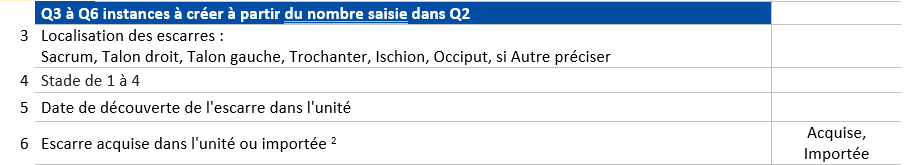 Q3 à Q6 instances à créer à partir du nombre saisie dans Q2
3 Localisation des escarres :
Sacrum, Talon droit, Talon gauche, Trochanter, Ischion, Occiput, si Autre préciser
4 Stade de 1 à 4
5 Date de découverte de l'escarre dans l'unité
6 Escarre acquise dans l'unité ou importée ² Acquise,
Importée